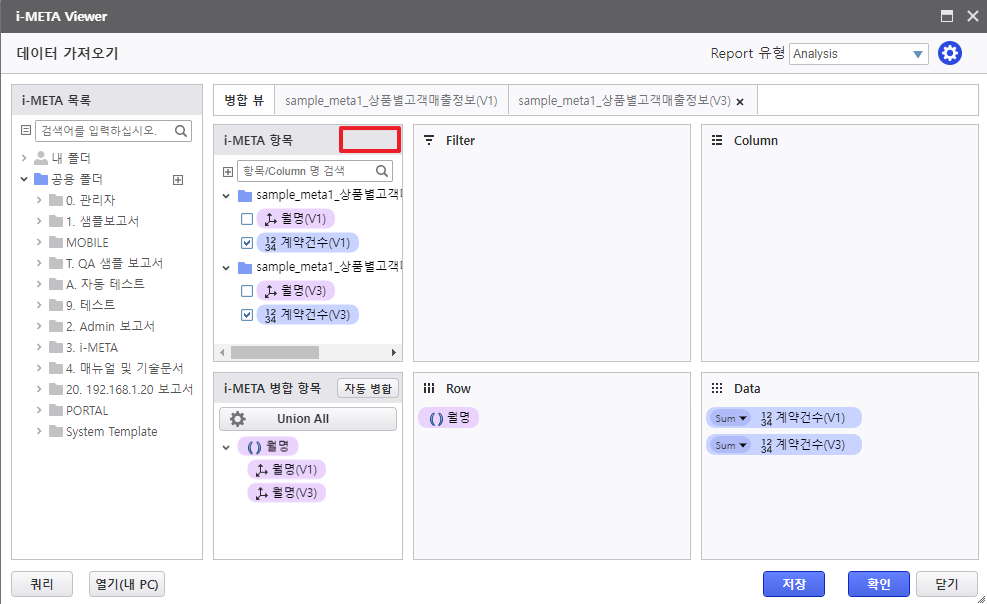 i-META Viewer
데이터 가져오기
Report 유형 Analysis
i-META 목록
검색어를 입력하십시오.
내 폴더
공용 폴더
0. 관리자
1. 샘플보고서
MOBILE
T. QA 샘플 보고서
A. 자동 테스트
9. 테스트
2. Admin 보고서
3. i-META
4. 매뉴얼 및 기술문서
20. 192.168.1.20 보고서
PORTAL
System Template
병합 뷰 sample_meta1_상품별고객매출정보(V1) sample_meta1_상품별고객매출정보(V3)
i-META 항목
항목/Column 명 검색
sample_meta1_상품별고객
월명(V1)
1234 계약건수(V1)
sample_meta1_상품별고객
월명(V3)
1234 계약건수(V3)
Filter
Column
i-META 병합 항목 자동 병합
Union All
( ) 월명
월명(V1)
월명(V3)
Row
( ) 월명
Data
Sum 1234 계약건수(V1)
Sum 1234 계약건수(V3)
쿼리 열기(내 PC) 저장 확인 닫기